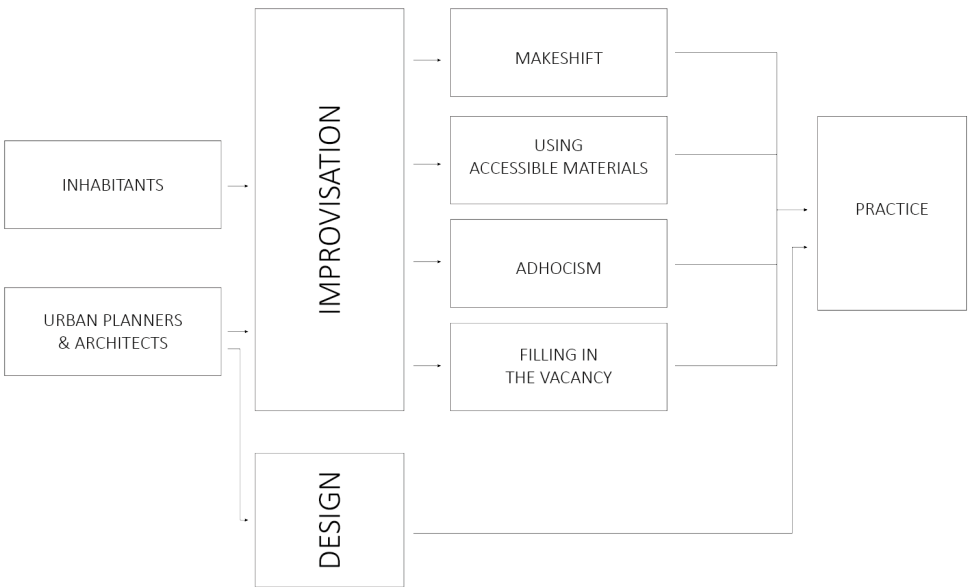 INHABITANTS
URBAN PLANNERS
& ARCHITECTS
IMPROVISATION
DESIGN
MAKESHIFT
USING
ACCESSIBLE MATERIALS
ADHOCISM
FILLING IN
THE VACANCY
PRACTICE